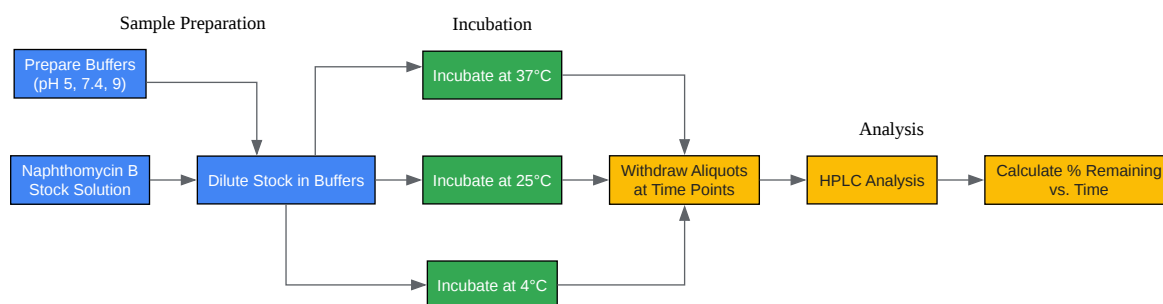 Sample Preparation
Incubation
Prepare Buffers
(pH 5, 7.4, 9)
Incubate at 37°C
Analysis
Naphthomycin B
Stock Solution
Dilute Stock in Buffers
Incubate at 25°C
Withdraw Aliquots
at Time Points
HPLC Analysis
Calculate % Remaining
vs. Time
Incubate at 4°C